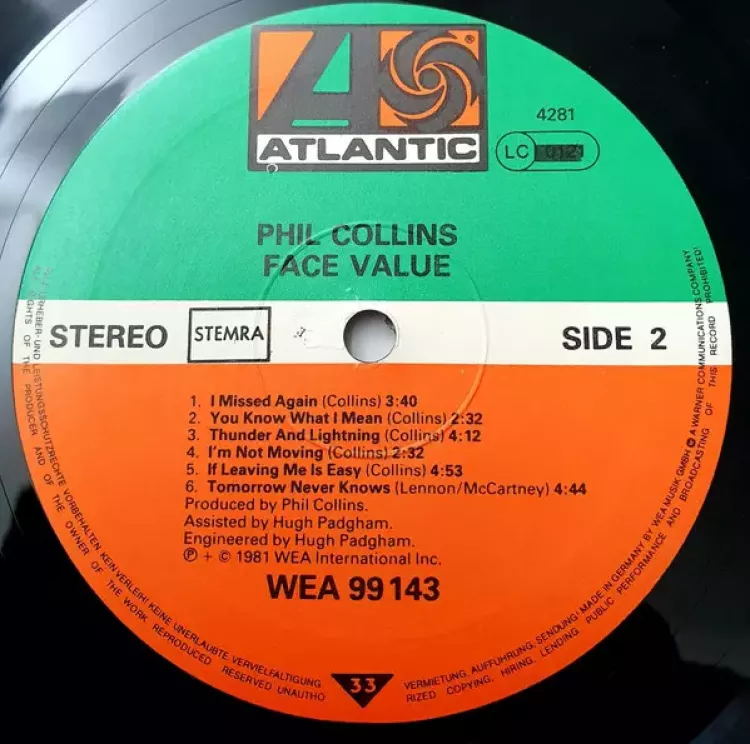 ATLANTIC
®
4281
LC 0121
PHIL COLLINS
FACE VALUE
STEREO
STEMRA
SIDE 2
1. I Missed Again (Collins) 3:40
2. You Know What I Mean (Collins) 2:32
3. Thunder And Lightning (Collins) 4:12
4. I'm Not Moving (Collins) 2:32
5. If Leaving Me Is Easy (Collins) 4:53
6. Tomorrow Never Knows (Lennon/McCartney) 4:44
Produced by Phil Collins.
Assisted by Hugh Padgham.
Engineered by Hugh Padgham.
℗ + © 1981 WEA International Inc.
WEA 99 143
33
URHEBER- UND LEISTUNGSSCHUTZRECHTE VORBEHALTEN KEIN VERLEIH! KEINE UNERLAUBTE VERVIELFÄLTIGUNG
VERMIETUNG, AUFFÜHRUNG, SENDUNG! MADE IN GERMANY BY WEA MUSIK GMBH A WARNER COMMUNICATIONS COMPANY
RIGHTS OF THE PRODUCER AND OF THE OWNER OF THE WORK REPRODUCED RESERVED UNAUTHO
RIZED COPYING, HIRING, LENDING PUBLIC PERFORMANCE AND BROADCASTING OF THIS RECORD PROHIBITED!